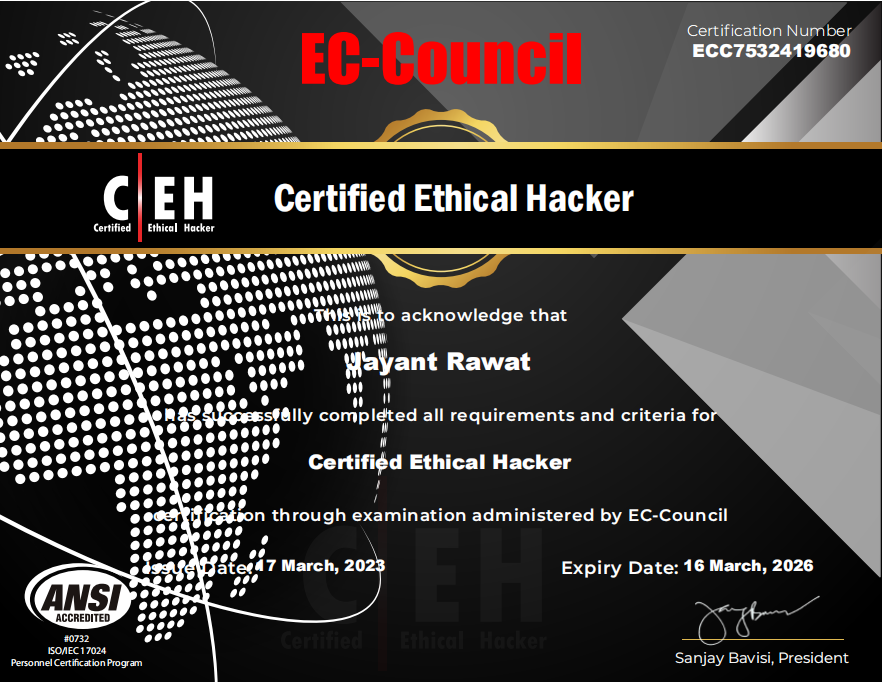 EC-Council
Certification Number
ECC7532419680
C EH
Certified Ethical Hacker
Certified Ethical Hacker
This is to acknowledge that
Jayant Rawat
has successfully completed all requirements and criteria for
Certified Ethical Hacker
certification through examination administered by EC-Council
Issue Date: 17 March, 2023
Expiry Date: 16 March, 2026
C EH
Certified Ethical Hacker
ANSI
ACCREDITED
#0732
ISO/IEC 17024
Personnel Certification Program
Sanjay Bavisi, President